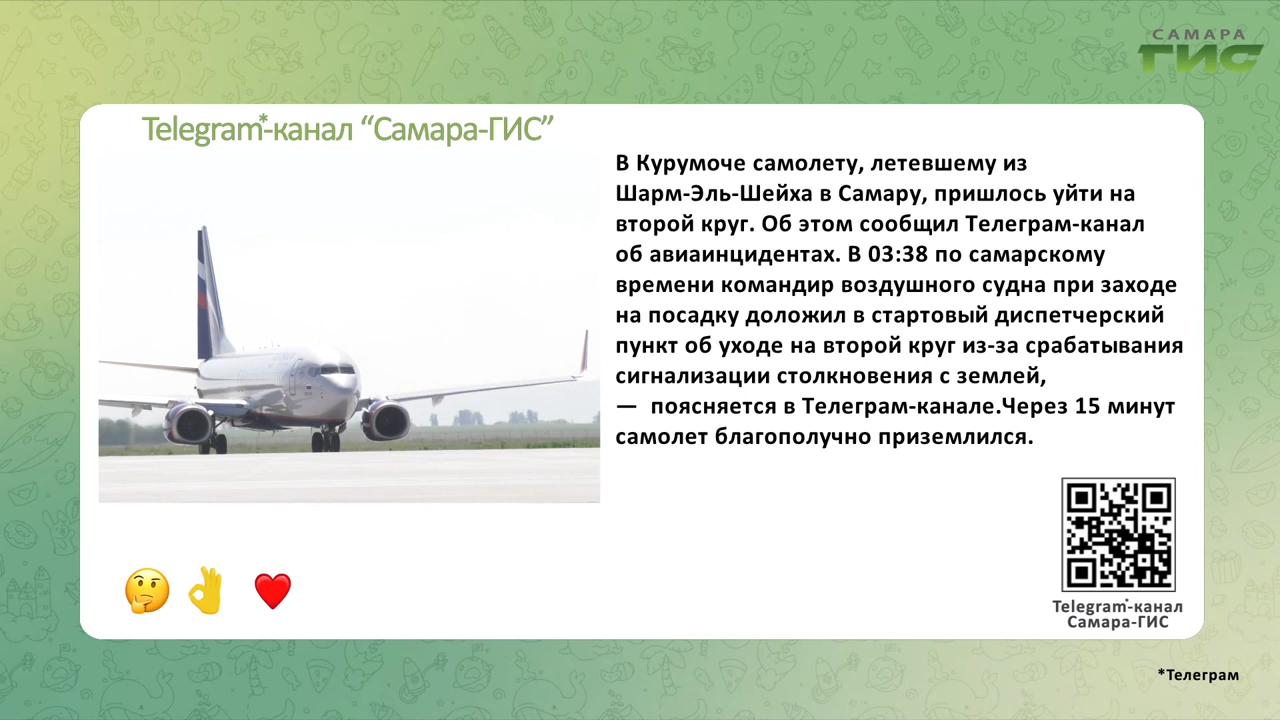 САМАРА
ГИС
Telegram*-канал “Самара-ГИС”
В Курумоче самолету, летевшему из
Шарм-Эль-Шейха в Самару, пришлось уйти на
второй круг. Об этом сообщил Телеграм-канал
об авиаинцидентах. В 03:38 по самарскому
времени командир воздушного судна при заходе
на посадку доложил в стартовый диспетчерский
пункт об уходе на второй круг из-за срабатывания
сигнализации столкновения с землей,
— поясняется в Телеграм-канале.Через 15 минут
самолет благополучно приземлился.
Telegram*-канал
Самара-ГИС
*Телеграм